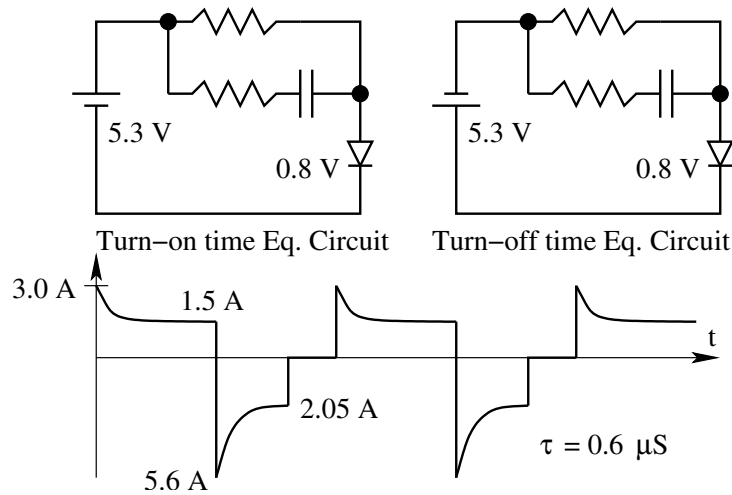 5.3 V
0.8 V
5.3 V
0.8 V
Turn−on time Eq. Circuit
Turn−off time Eq. Circuit
3.0 A
1.5 A
t
2.05 A
τ = 0.6 μS
5.6 A